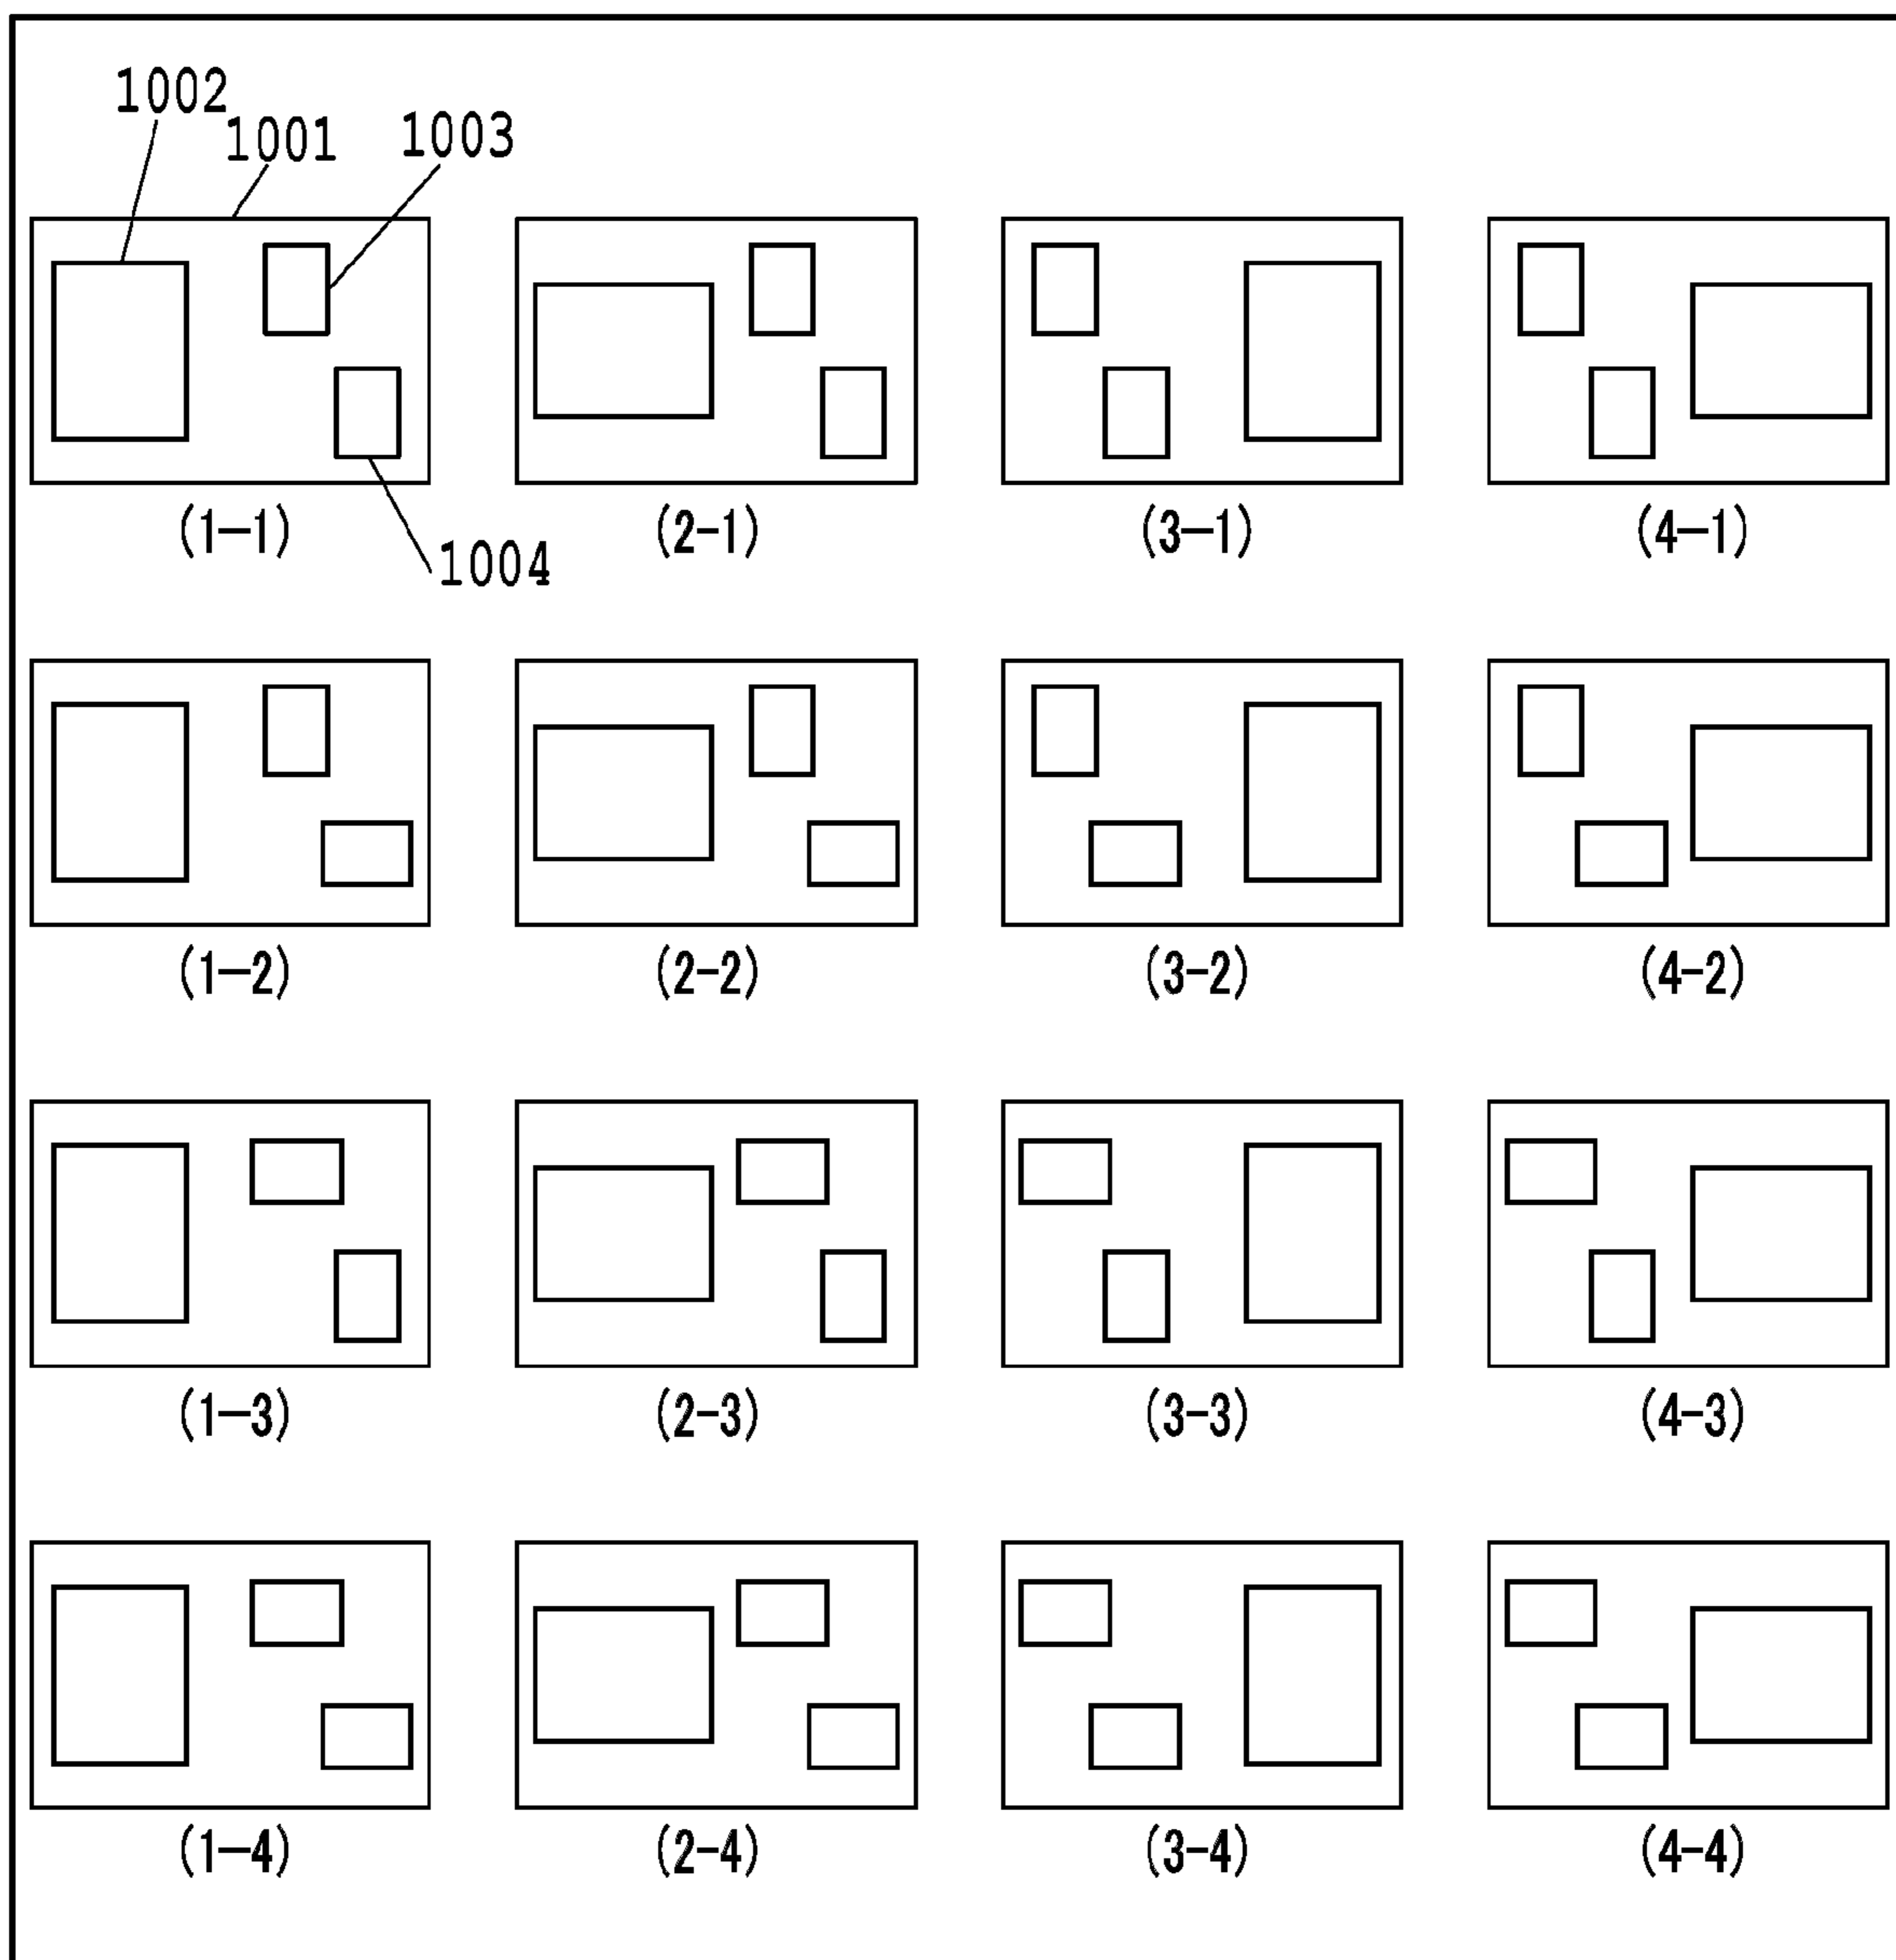 1002
1001
1003
(1-1) (2-1) (3-1) (4-1)
1004
(1-2) (2-2) (3-2) (4-2)
(1-3) (2-3) (3-3) (4-3)
(1-4) (2-4) (3-4) (4-4)